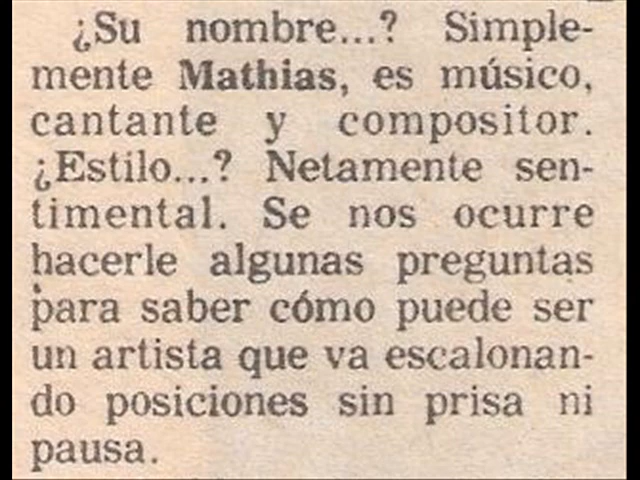 ¿Su nombre...? Simple-
mente Mathias, es músico,
cantante y compositor.
¿Estilo...? Netamente sen-
timental. Se nos ocurre
hacerle algunas preguntas
para saber cómo puede ser
un artista que va escalonan-
do posiciones sin prisa ni
pausa.